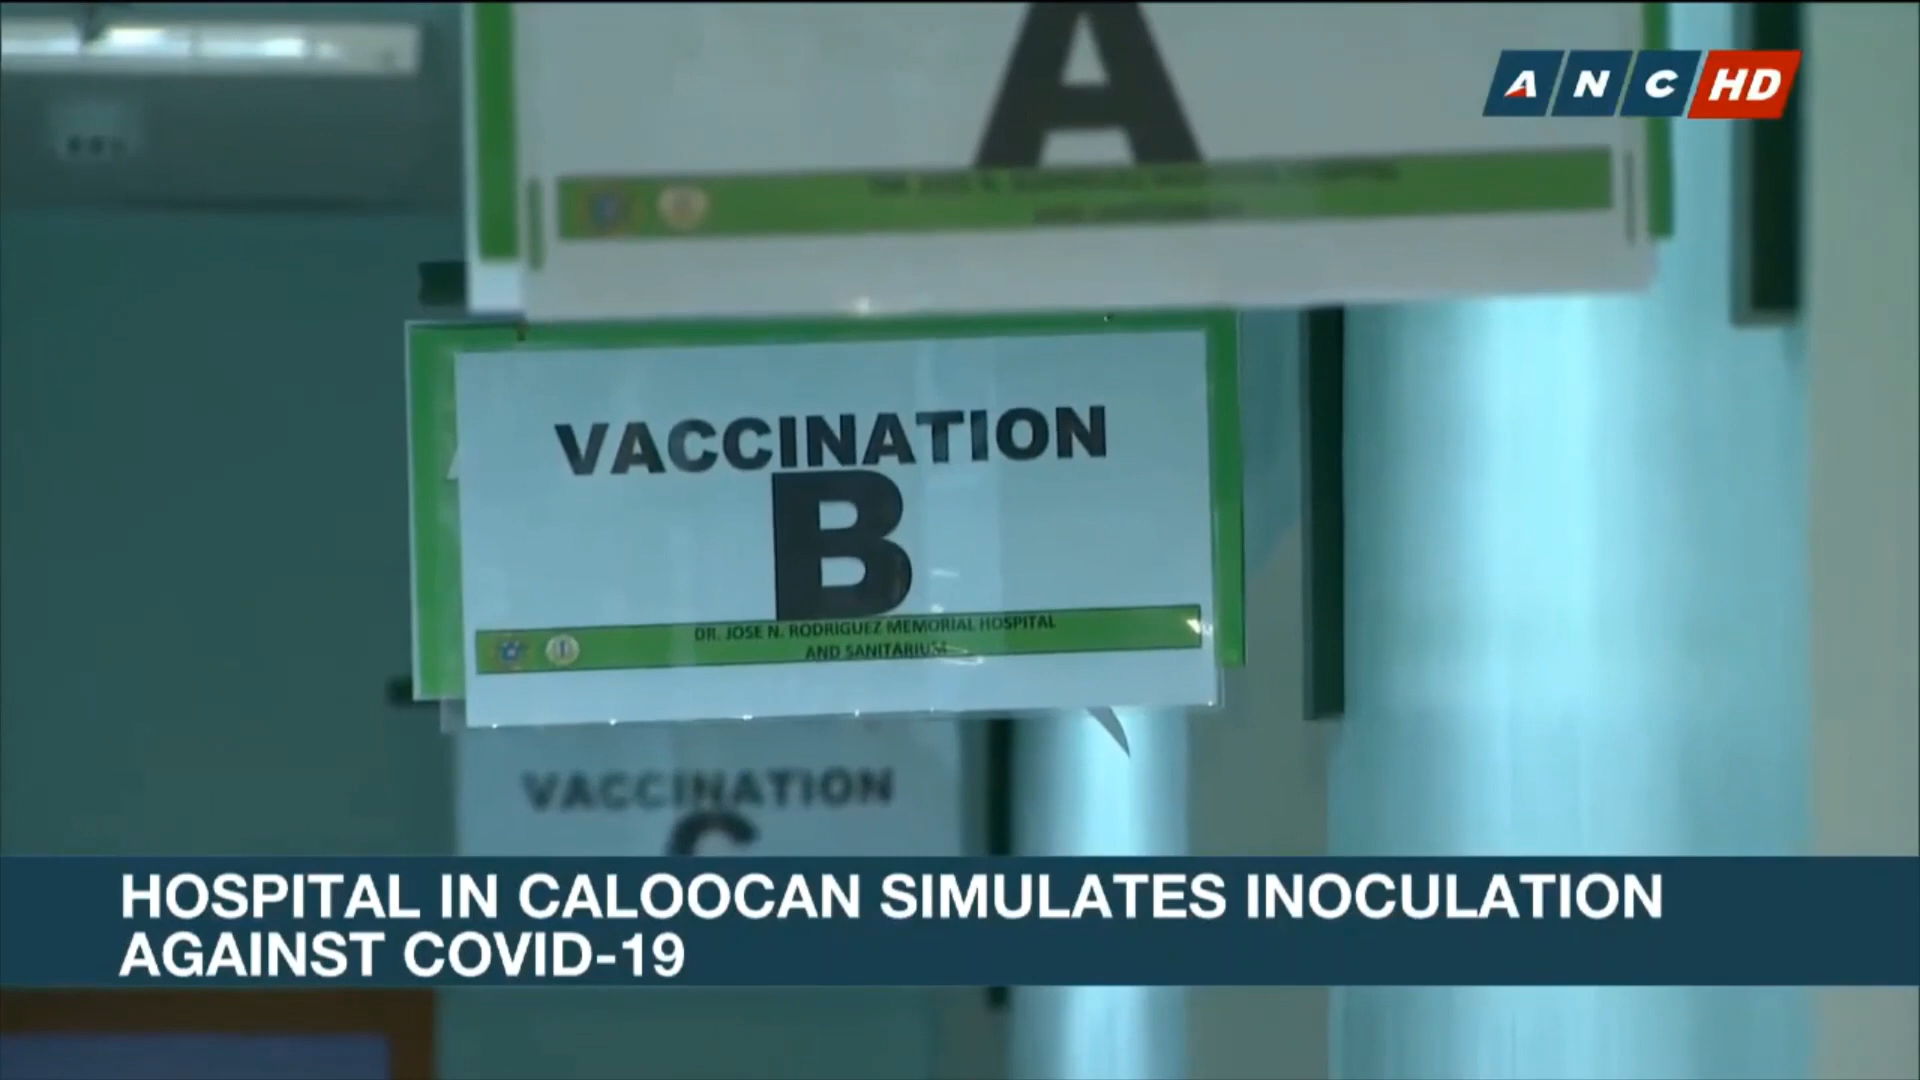 ANC HD
A
VACCINATION
B
DR. JOSE N. RODRIGUEZ MEMORIAL HOSPITAL
AND SANITARIUM
VACCINATION
C
HOSPITAL IN CALOOCAN SIMULATES INOCULATION
AGAINST COVID-19